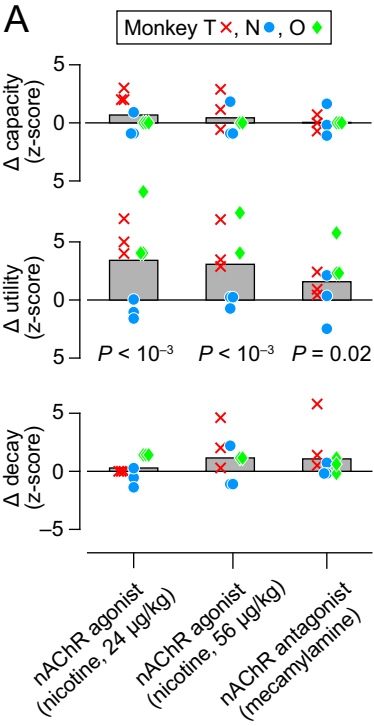 A
Monkey T ×, N ●, O ♦
Δ capacity
(z-score)
5
0
5
Δ utility
(z-score)
5
0
5
P < 10⁻³
P < 10⁻³
P = 0.02
Δ decay
(z-score)
5
0
−5
nAChR agonist
(nicotine, 24 µg/kg)
nAChR agonist
(nicotine, 56 µg/kg)
nAChR antagonist
(mecamylamine)